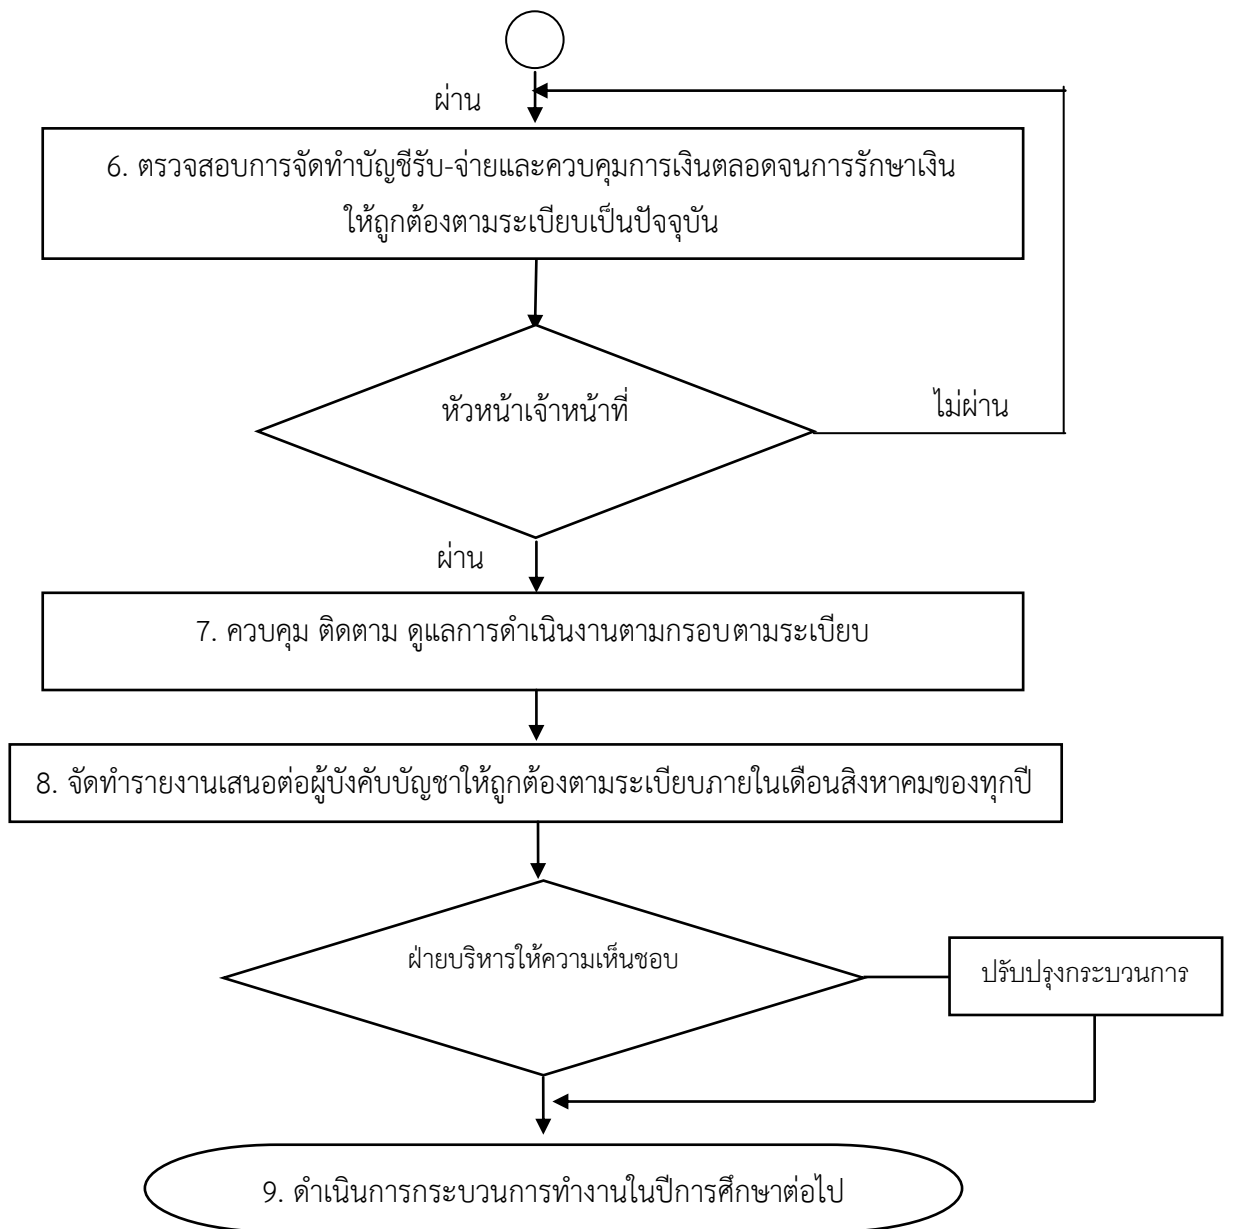 ผ่าน
6. ตรวจสอบการจัดทำบัญชีรับ-จ่ายและควบคุมการเงินตลอดจนการรักษาเงิน
ให้ถูกต้องตามระเบียบเป็นปัจจุบัน
หัวหน้าเจ้าหน้าที่
ไม่ผ่าน
ผ่าน
7. ควบคุม ติดตาม ดูแลการดำเนินงานตามกรอบตามระเบียบ
8. จัดทำรายงานเสนอต่อผู้บังคับบัญชาให้ถูกต้องตามระเบียบภายในเดือนสิงหาคมของทุกปี
ฝ่ายบริหารให้ความเห็นชอบ
ปรับปรุงกระบวนการ
9. ดำเนินการกระบวนการทำงานในปีการศึกษาต่อไป